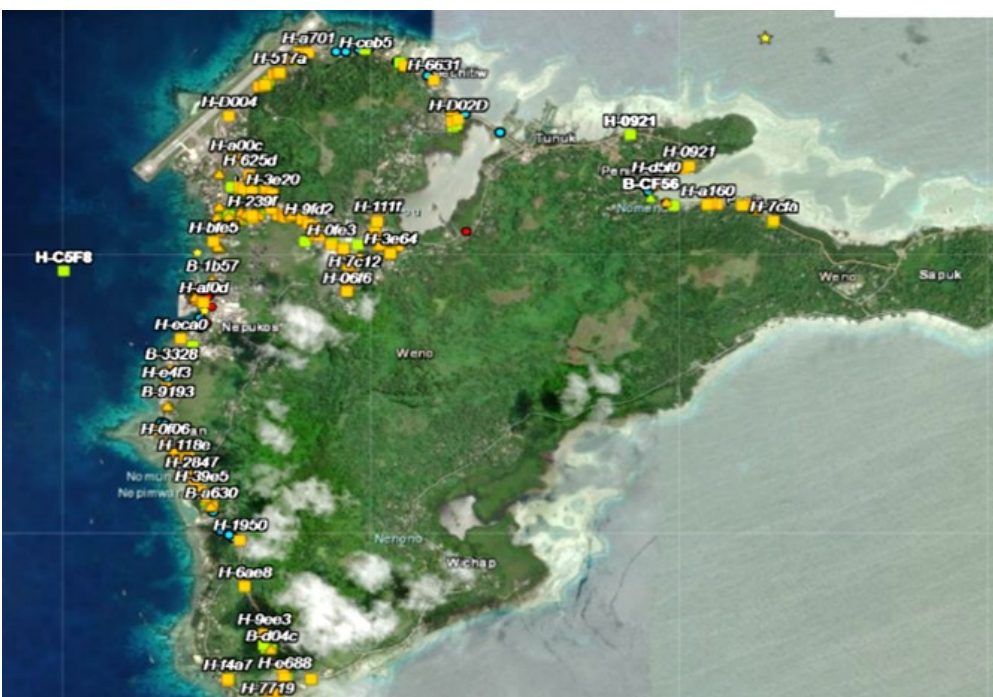 H-a701
H-ceb5
H-517a
H-6631
H-D004
H-D02D
Tunuk
H-0921
H-a00c
H-625d
H-0921
H-d5f0
B-CF56
H-3e20
H-a160
H-239f
H-9fd2
H-111f
H-7cfa
H-bfe5
H-0fe3
H-3e64
H-C5F8
B-1b57
H-7c12
Weno
Sapuk
H-06f6
H-af0d
H-eca0
Nepukos
B-3328
Weno
H-e4f3
B-9193
H-0f06
H-118e
H-2847
H-39e5
B-a630
H-1950
Nenono
Wichap
H-6ae8
H-9ee3
B-d04c
H-f4a7
H-e688
H-7719